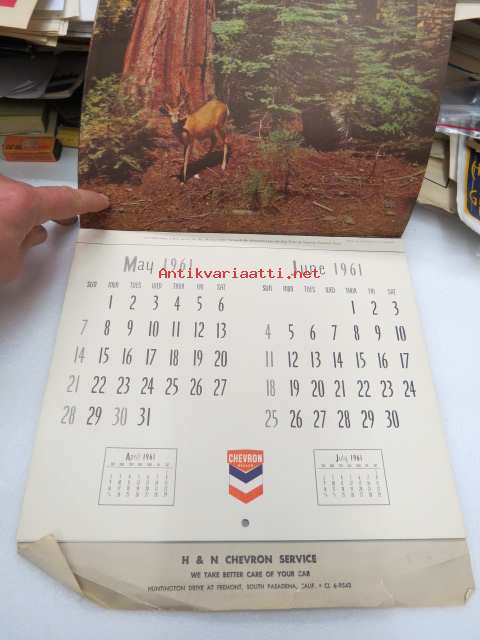 May 1961
SUN MON TUES WED THUR FRI SAT
1 2 3 4 5 6
7 8 9 10 11 12 13
14 15 16 17 18 19 20
21 22 23 24 25 26 27
28 29 30 31
June 1961
SUN MON TUES WED THUR FRI SAT
1 2 3
4 5 6 7 8 9 10
11 12 13 14 15 16 17
18 19 20 21 22 23 24
25 26 27 28 29 30
Antikvariaatti.net
April 1961
CHEVRON
July 1961
H & N CHEVRON SERVICE
WE TAKE BETTER CARE OF YOUR CAR
HUNTINGTON DRIVE AT FREMONT, SOUTH PASADENA, CALIF. • CL 6-9542